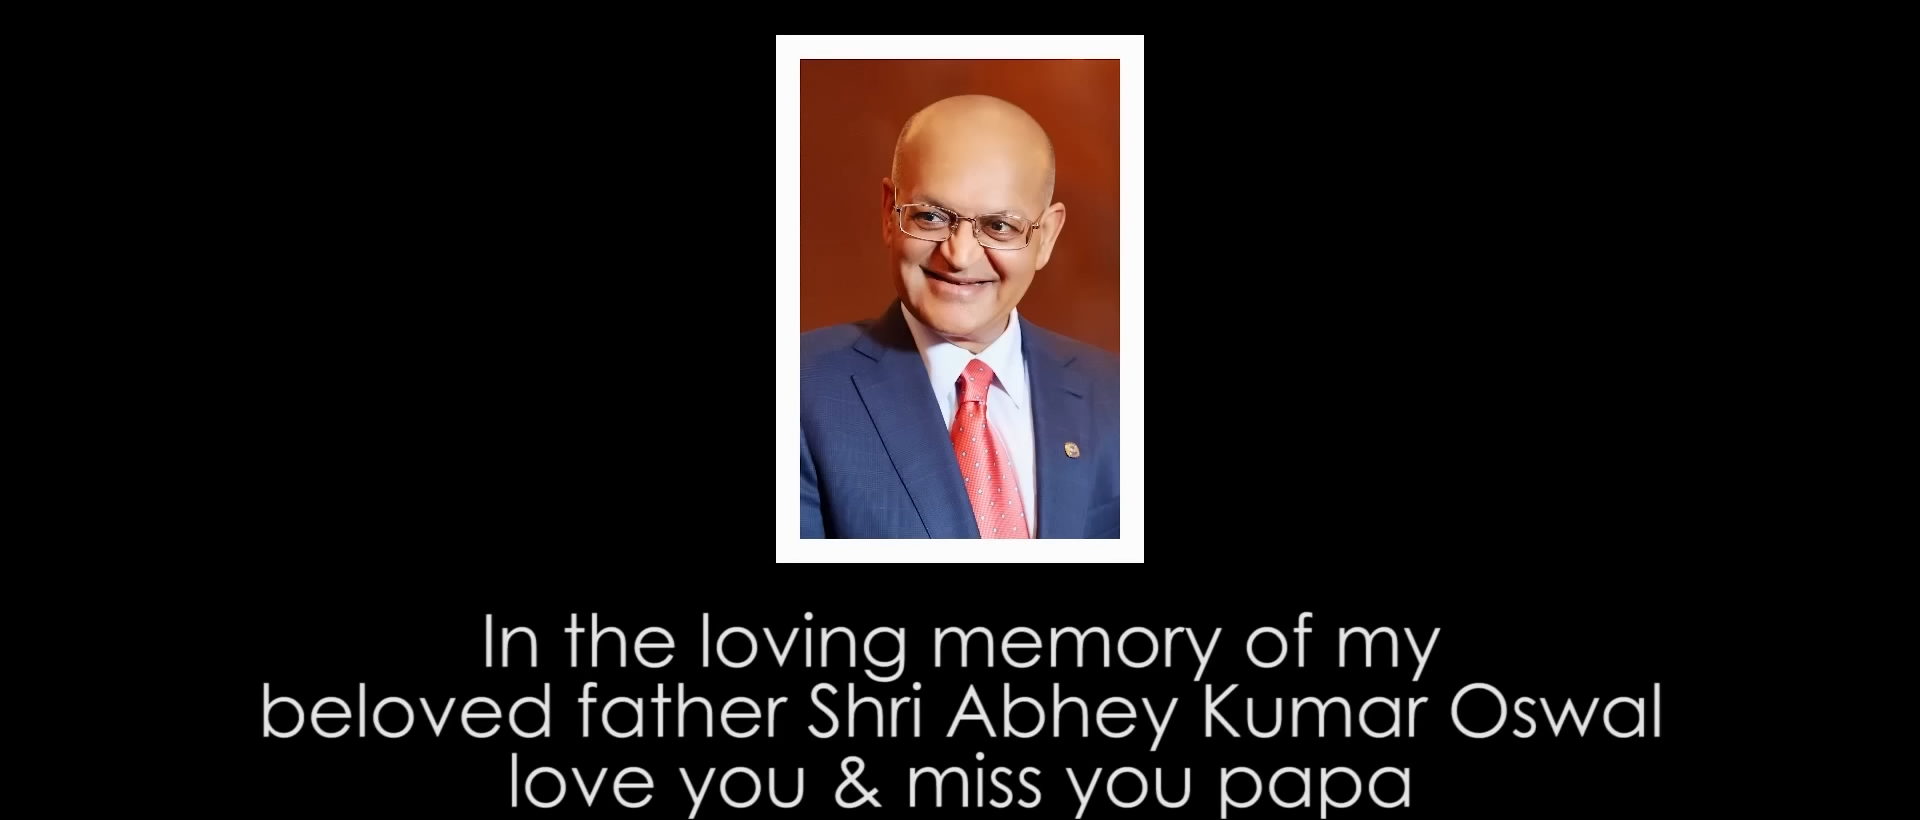 In the loving memory of my
beloved father Shri Abhey Kumar Oswal
love you & miss you papa